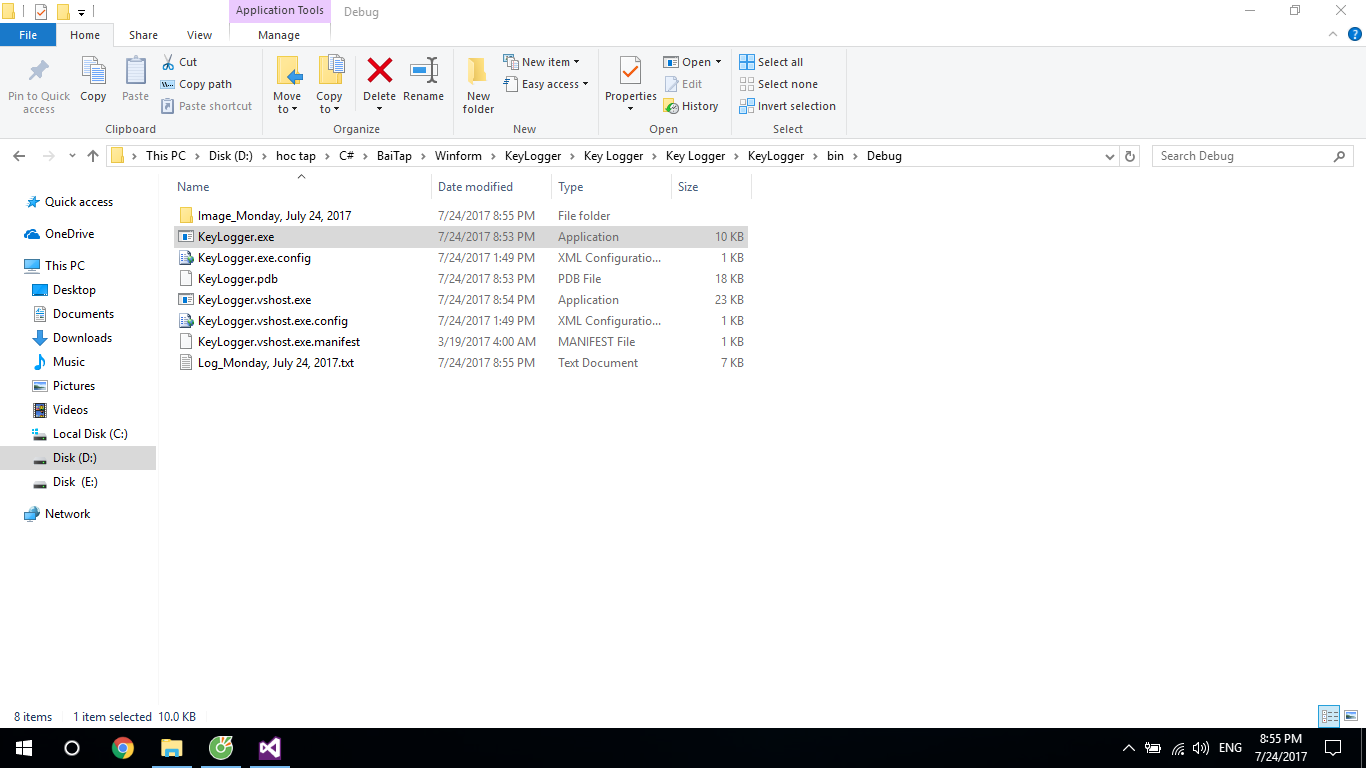 Application Tools Debug
File Home Share View Manage
Pin to Quick access
Copy
Paste
Cut
Copy path
Paste shortcut
Clipboard
Move to
Copy to
Delete
Rename
Organize
New folder
New item
Easy access
New
Properties
Open
Edit
History
Open
Select all
Select none
Invert selection
Select
This PC Disk (D:) hoc tap C# BaiTap Winform KeyLogger Key Logger Key Logger KeyLogger bin Debug
Search Debug
Quick access
OneDrive
This PC
Desktop
Documents
Downloads
Music
Pictures
Videos
Local Disk (C:)
Disk (D:)
Disk (E:)
Network
Name Date modified Type Size
Image_Monday, July 24, 2017 7/24/2017 8:55 PM File folder
KeyLogger.exe 7/24/2017 8:53 PM Application 10 KB
KeyLogger.exe.config 7/24/2017 1:49 PM XML Configuratio... 1 KB
KeyLogger.pdb 7/24/2017 8:53 PM PDB File 18 KB
KeyLogger.vshost.exe 7/24/2017 8:54 PM Application 23 KB
KeyLogger.vshost.exe.config 7/24/2017 1:49 PM XML Configuratio... 1 KB
KeyLogger.vshost.exe.manifest 3/19/2017 4:00 AM MANIFEST File 1 KB
Log_Monday, July 24, 2017.txt 7/24/2017 8:55 PM Text Document 7 KB
8 items 1 item selected 10.0 KB
ENG
8:55 PM
7/24/2017